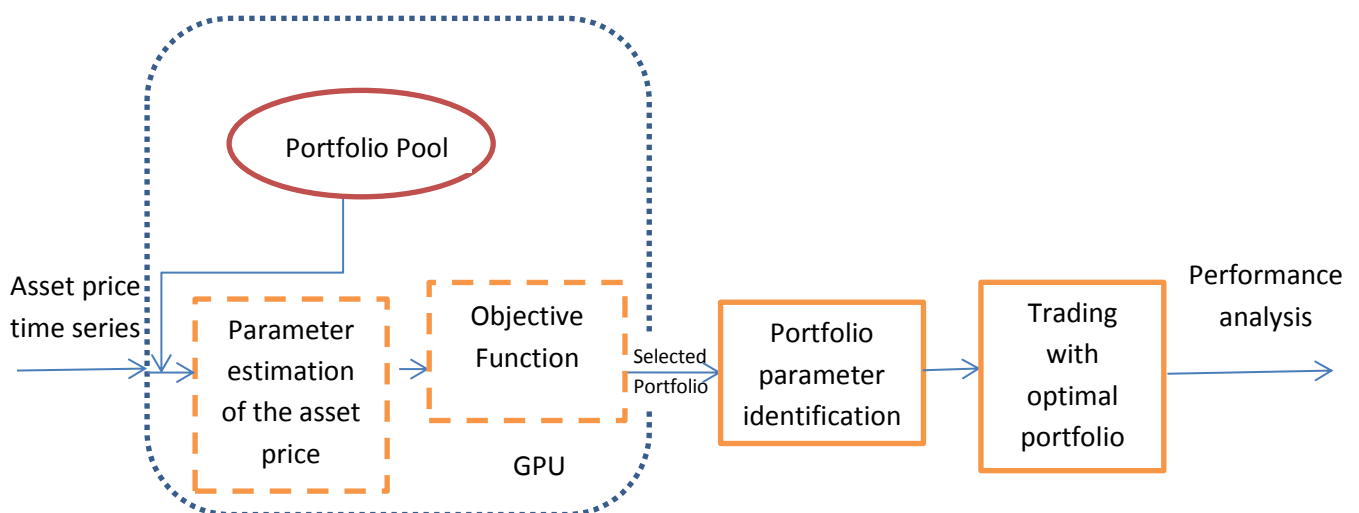 Portfolio Pool
Asset price
time series
Parameter
estimation
of the asset
price
Objective
Function
GPU
Selected
Portfolio
Portfolio
parameter
identification
Trading
with
optimal
portfolio
Performance
analysis